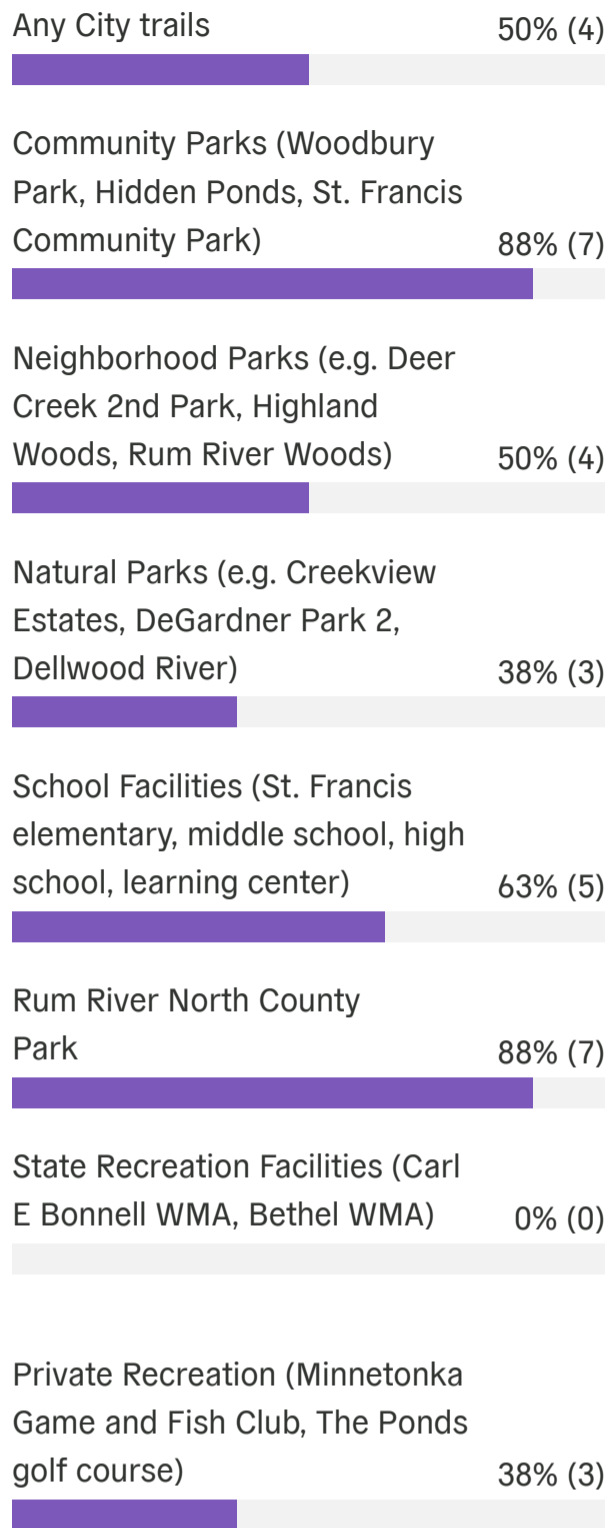 Any City trails 50% (4)
Community Parks (Woodbury
Park, Hidden Ponds, St. Francis
Community Park) 88% (7)
Neighborhood Parks (e.g. Deer
Creek 2nd Park, Highland
Woods, Rum River Woods) 50% (4)
Natural Parks (e.g. Creekview
Estates, DeGardner Park 2,
Dellwood River) 38% (3)
School Facilities (St. Francis
elementary, middle school, high
school, learning center) 63% (5)
Rum River North County
Park 88% (7)
State Recreation Facilities (Carl
E Bonnell WMA, Bethel WMA) 0% (0)
Private Recreation (Minnetonka
Game and Fish Club, The Ponds
golf course) 38% (3)